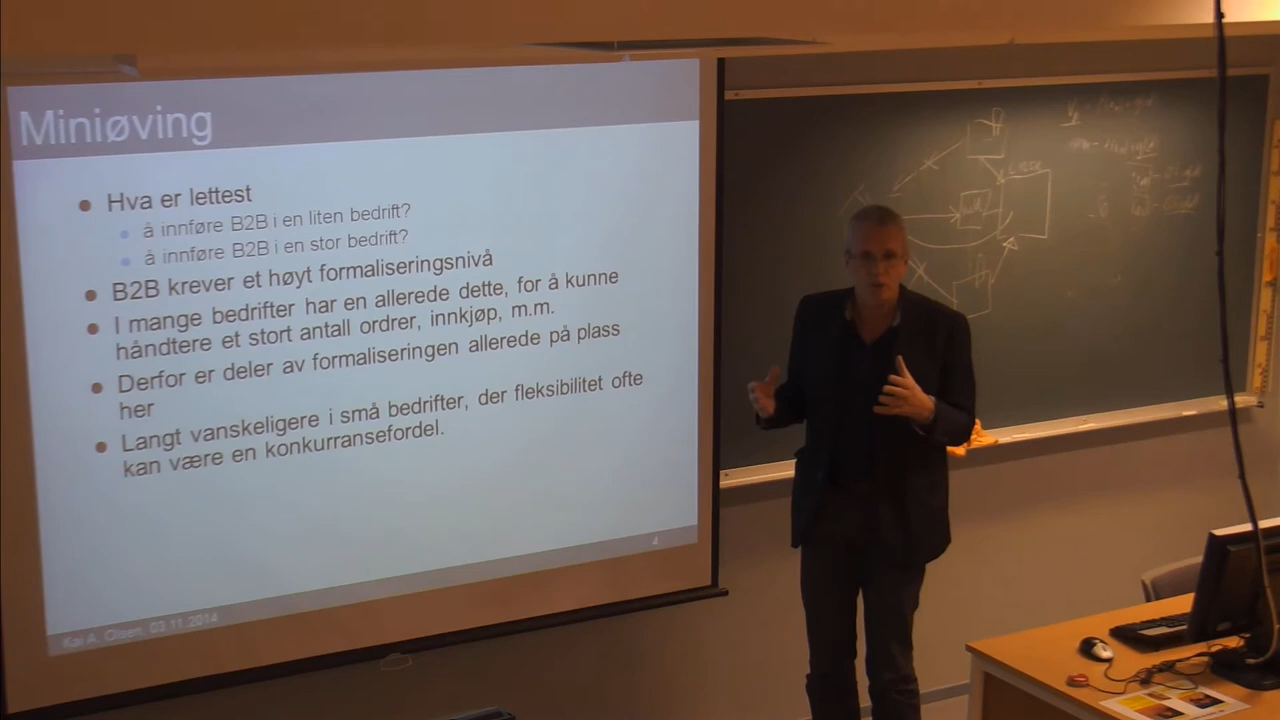 Miniøving
Hva er lettest
å innføre B2B i en liten bedrift?
å innføre B2B i en stor bedrift?
B2B krever et høyt formaliseringsnivå
I mange bedrifter har en allerede dette, for å kunne
håndtere et stort antall ordrer, innkjøp, m.m.
Derfor er deler av formaliseringen allerede på plass
her
Langt vanskeligere i små bedrifter, der fleksibilitet ofte
kan være en konkurransefordel.
4
Kai A. Olsen, 03.11.2014